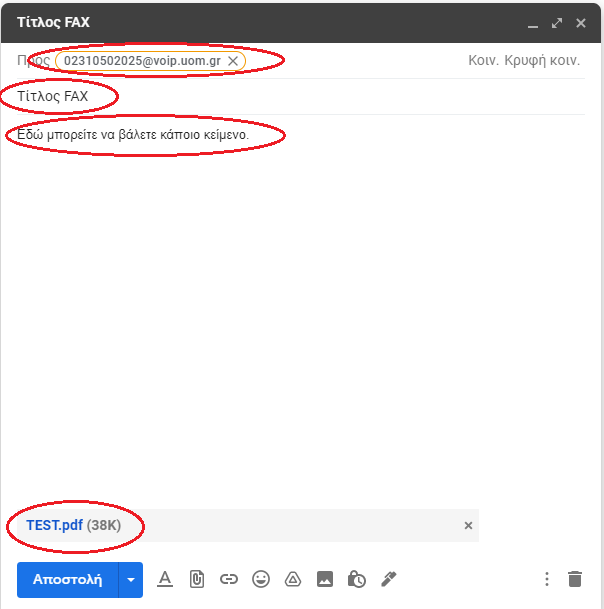 Τίτλος FAX
Προς 02310502025@voip.uom.gr Κοιν. Κρυφή κοιν.
Τίτλος FAX
Εδώ μπορείτε να βάλετε κάποιο κείμενο.
TEST.pdf (38K)
Αποστολή